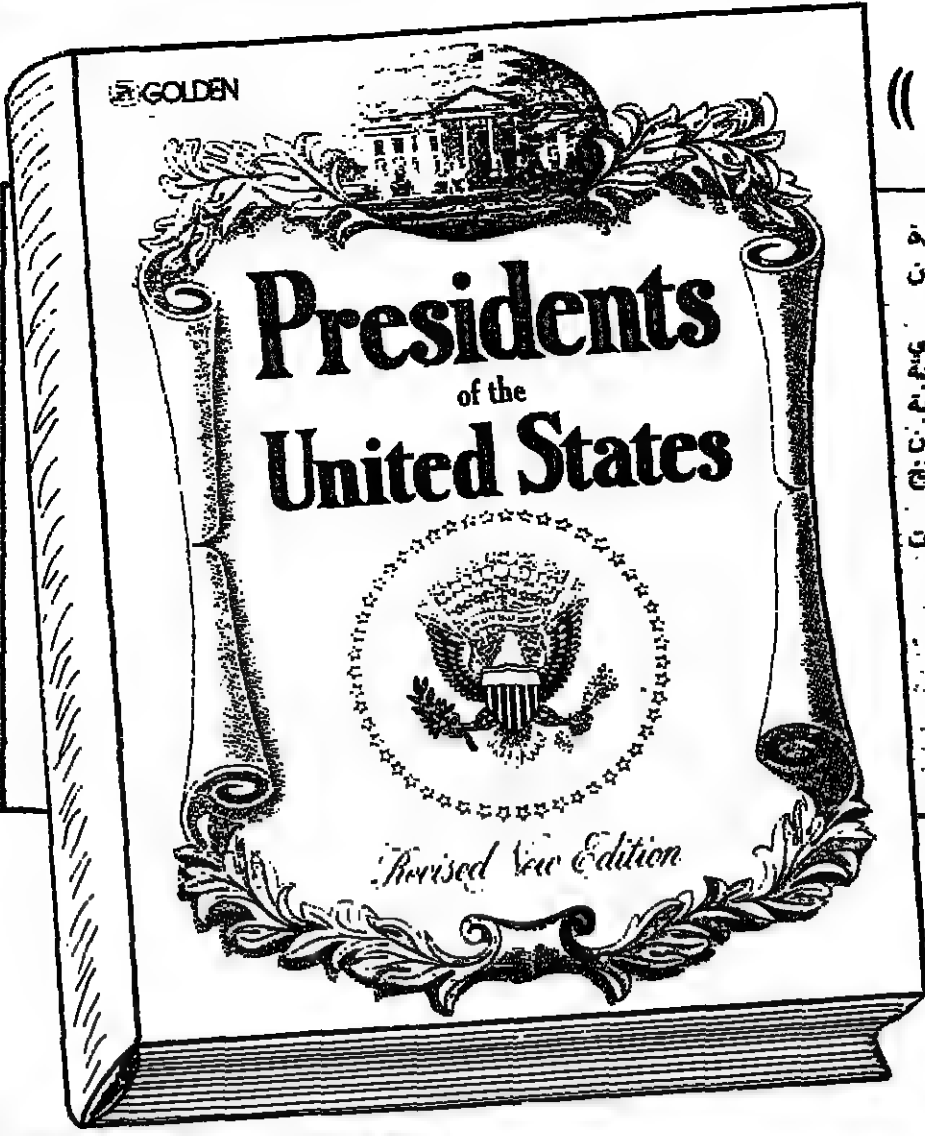 GOLDEN
Presidents
of the
United States
Revised New Edition